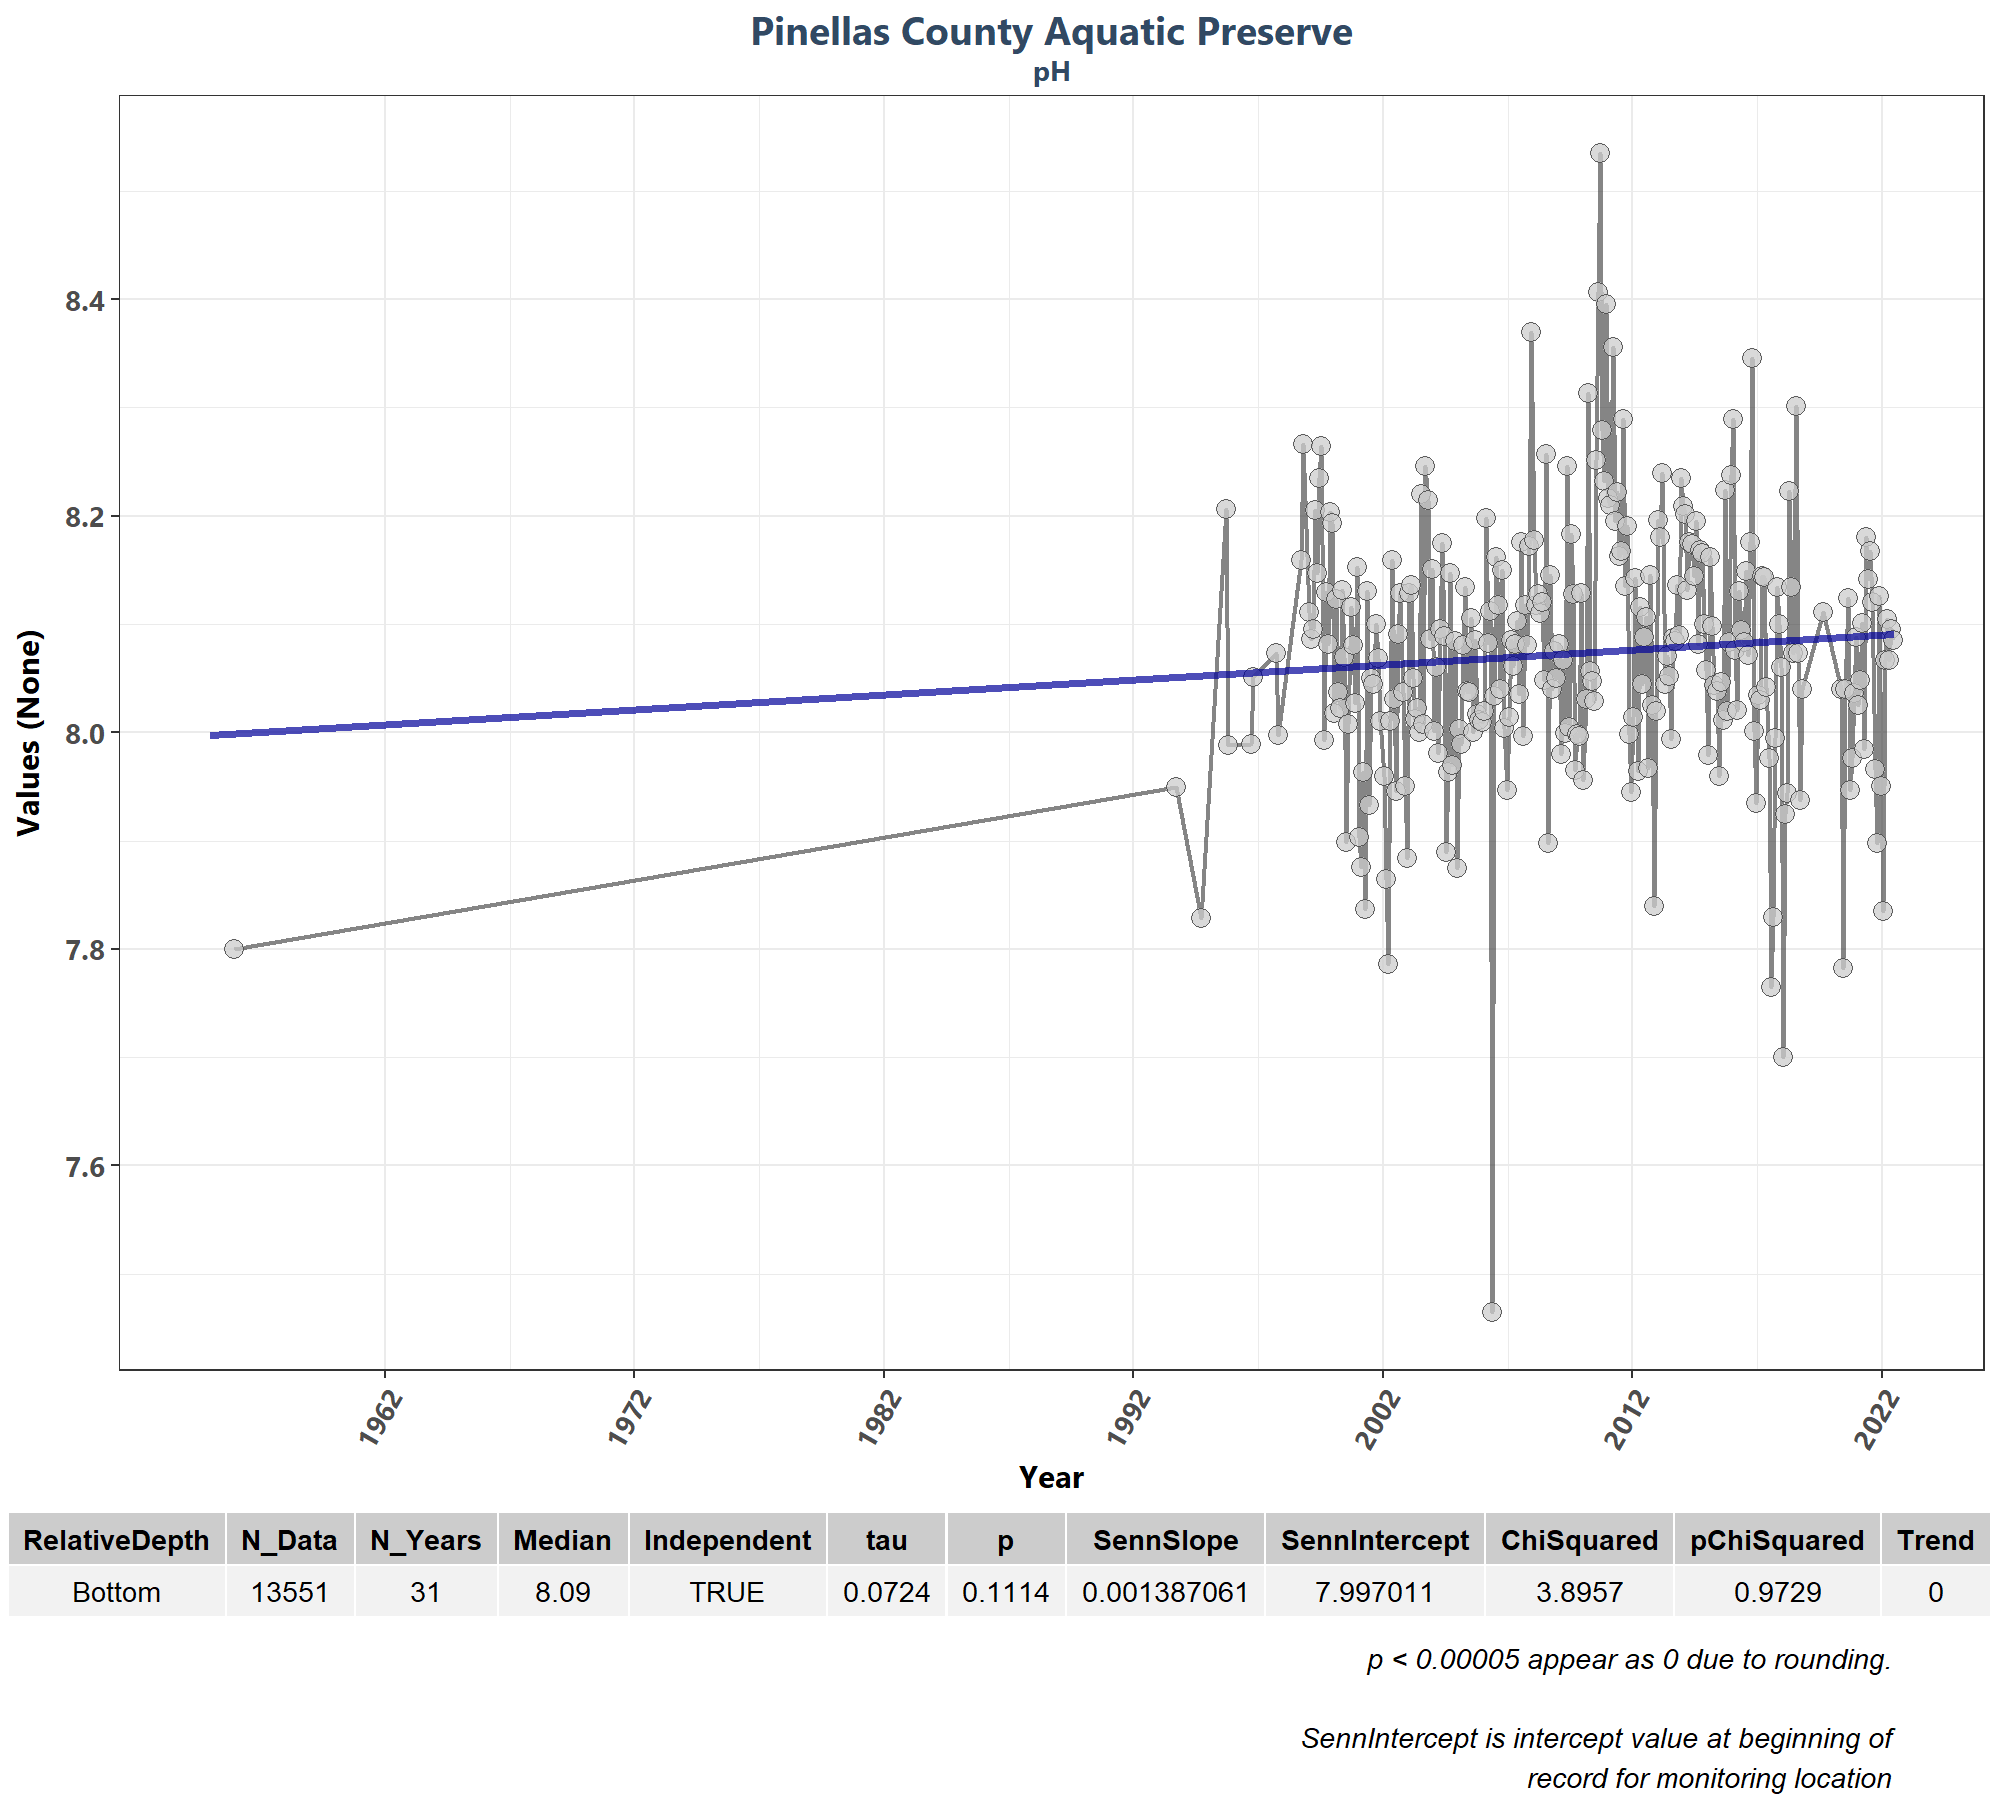 Pinellas County Aquatic Preserve
pH
Values (None)
8.4
8.2
8.0
7.8
7.6
1962
1972
1982
1992
2002
2012
2022
Year
RelativeDepth N_Data N_Years Median Independent tau p SennSlope SennIntercept ChiSquared pChiSquared Trend
Bottom 13551 31 8.09 TRUE 0.0724 0.1114 0.001387061 7.997011 3.8957 0.9729 0
p < 0.00005 appear as 0 due to rounding.
SennIntercept is intercept value at beginning of
record for monitoring location